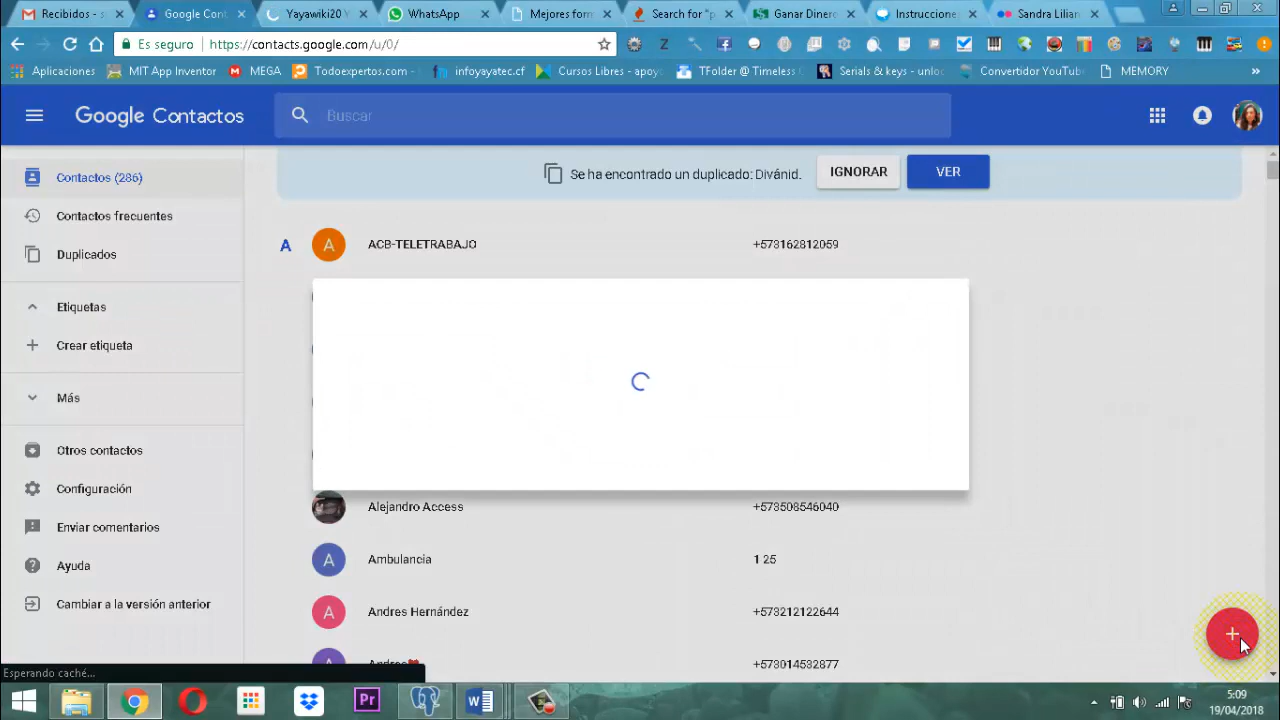 Recibidos - s
Google Cont
Yayawiki20 Y
WhatsApp
Mejores form
Search for "p
Ganar Dinero
Instruccione
Sandra Lilian
Es seguro https://contacts.google.com/u/0/
Aplicaciones MIT App Inventor MEGA Todoexpertos.com - infoyayatec.cf Cursos Libres - apoy TFolder @ Timeless C Serials & keys - unloc Convertidor YouTub MEMORY »
Google Contactos
Buscar
Contactos (286)
Contactos frecuentes
Duplicados
Etiquetas
Crear etiqueta
Más
Otros contactos
Configuración
Enviar comentarios
Ayuda
Cambiar a la versión anterior
Se ha encontrado un duplicado: Divánid. IGNORAR VER
A A ACB-TELETRABAJO +573162812059
Alejandro Access +573508546040
A Ambulancia 1 25
A Andres Hernández +573212122644
Andres +573014532877
Esperando caché...
Pr
5:09
19/04/2018